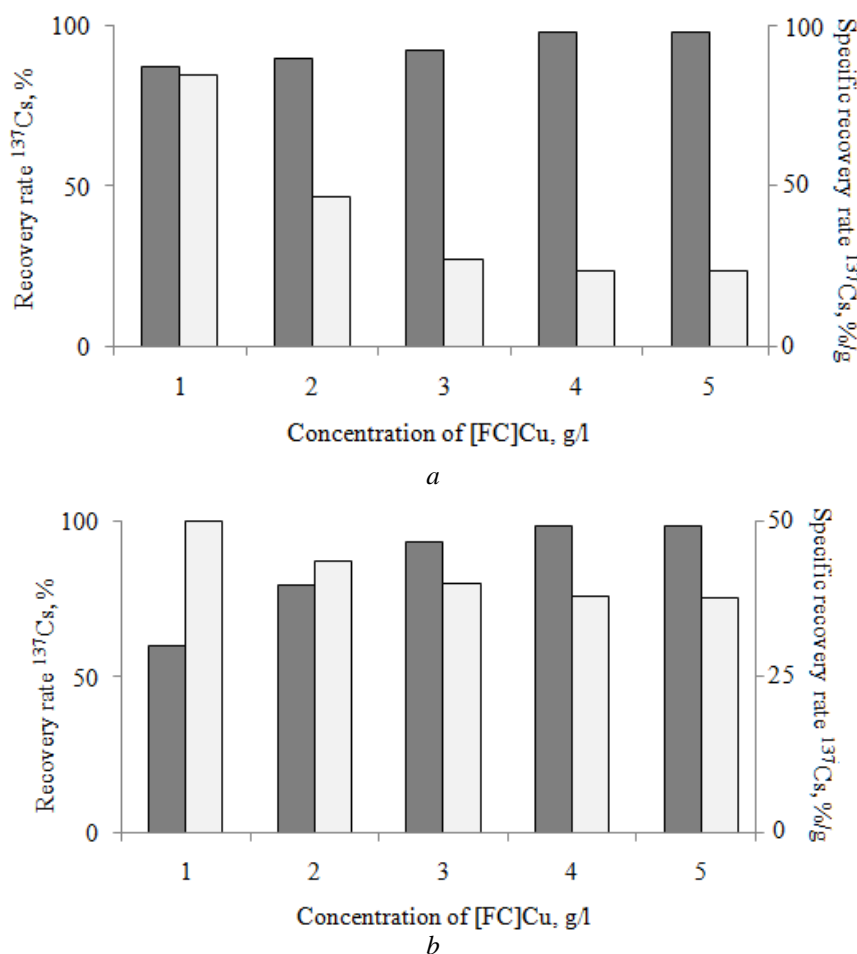 100
50
0
Recovery rate ¹³⁷Cs, %
100
50
0
Specific recovery rate ¹³⁷Cs, %/g
1 2 3 4 5
Concentration of [FC]Cu, g/l
a
100
50
0
Recovery rate ¹³⁷Cs, %
50
25
0
Specific recovery rate ¹³⁷Cs, %/g
1 2 3 4 5
Concentration of [FC]Cu, g/l
b